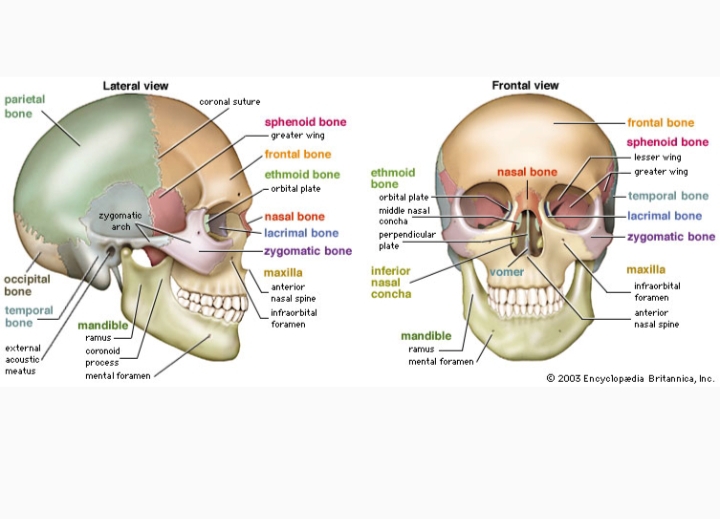 Lateral view
parietal
bone
coronal suture
sphenoid bone
greater wing
frontal bone
ethmoid bone
orbital plate
zygomatic
arch
nasal bone
lacrimal bone
zygomatic bone
occipital
bone
maxilla
anterior
nasal spine
temporal
bone
infraorbital
foramen
mandible
ramus
coronoid
process
mental foramen
external
acoustic
meatus
Frontal view
frontal bone
sphenoid bone
lesser wing
greater wing
nasal bone
ethmoid
bone
orbital plate
middle nasal
concha
perpendicular
plate
temporal bone
lacrimal bone
zygomatic bone
inferior
nasal
concha
vomer
maxilla
infraorbital
foramen
anterior
nasal spine
mandible
ramus
mental foramen
© 2003 Encyclopædia Britannica, Inc.